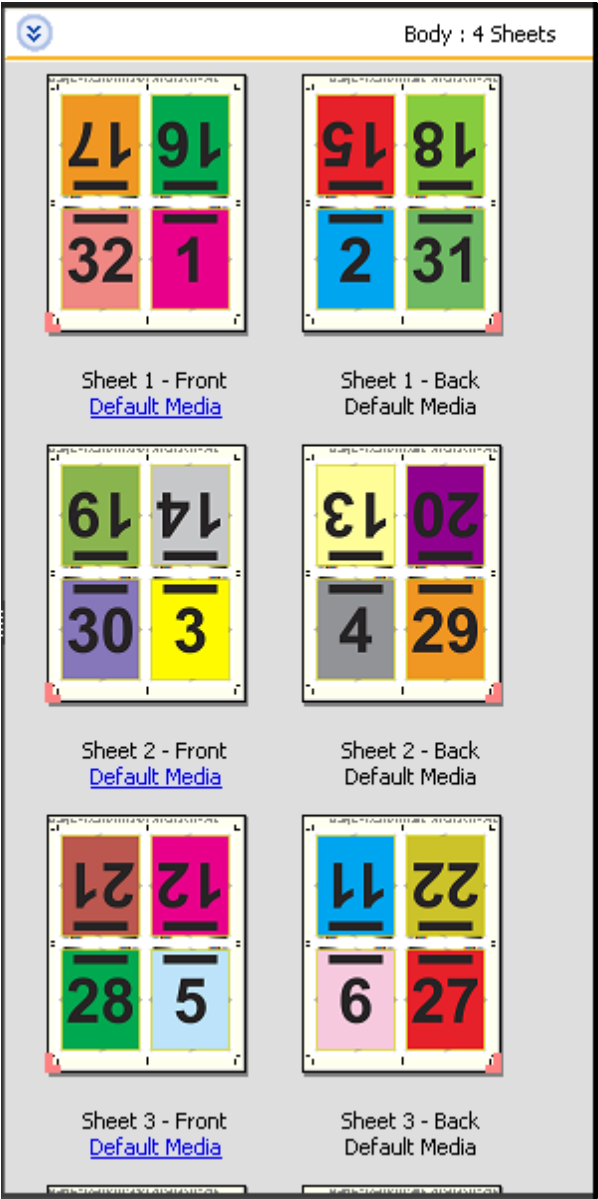 Body : 4 Sheets
17 16
32 1
15 18
2 31
Sheet 1 - Front
Default Media
Sheet 1 - Back
Default Media
19 14
30 3
13 20
4 29
Sheet 2 - Front
Default Media
Sheet 2 - Back
Default Media
21 12
28 5
11 22
6 27
Sheet 3 - Front
Default Media
Sheet 3 - Back
Default Media